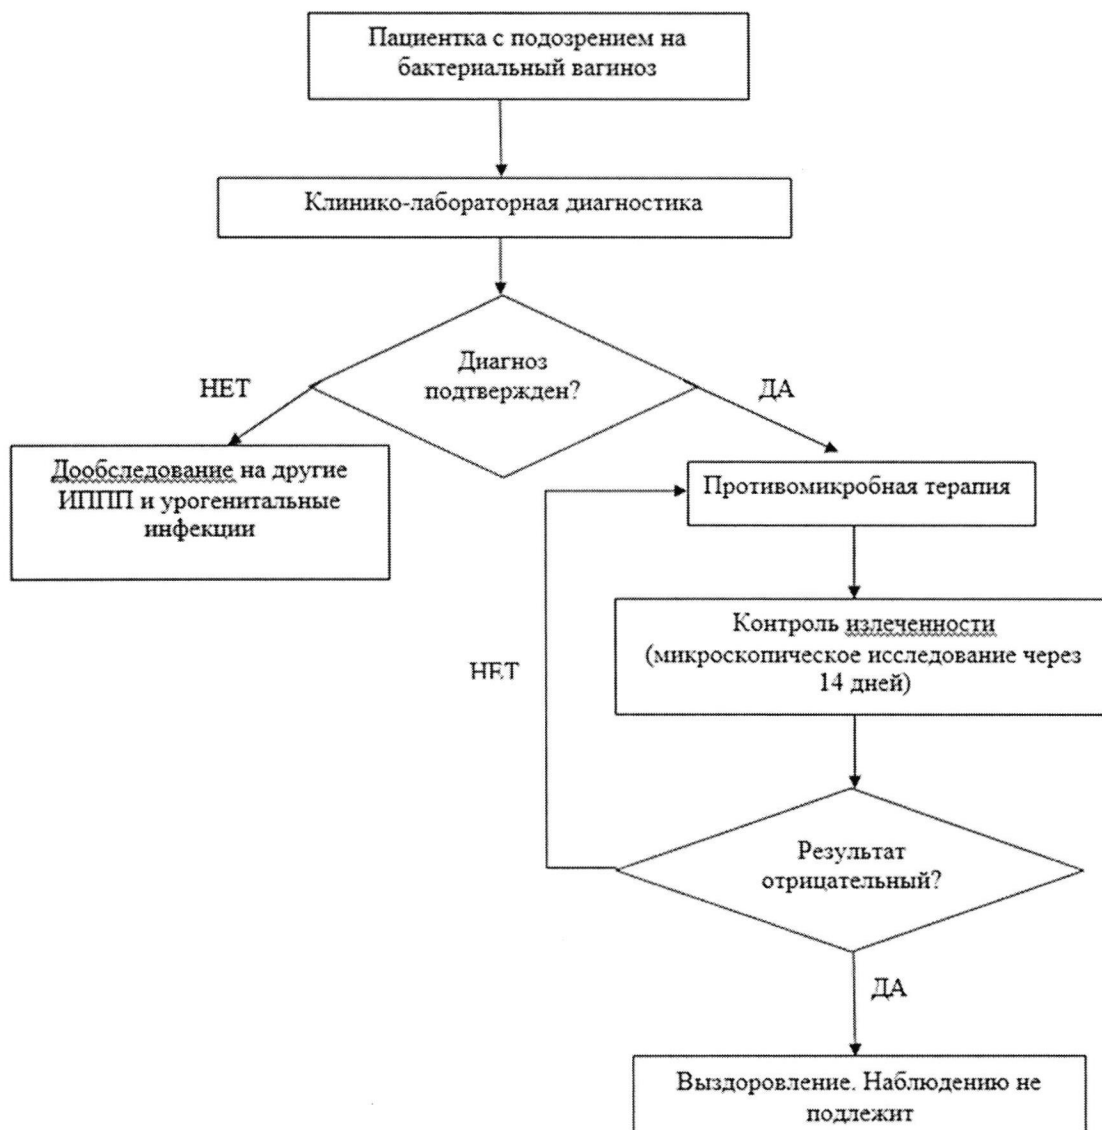 Пациентка с подозрением на
бактериальный вагиноз
Клинико-лабораторная диагностика
Диагноз
подтвержден?
НЕТ
ДА
Дообследование на другие
ИППП и урогенитальные
инфекции
Противомикробная терапия
Контроль излеченности
(микроскопическое исследование через
14 дней)
НЕТ
Результат
отрицательный?
ДА
Выздоровление. Наблюдению не
подлежит